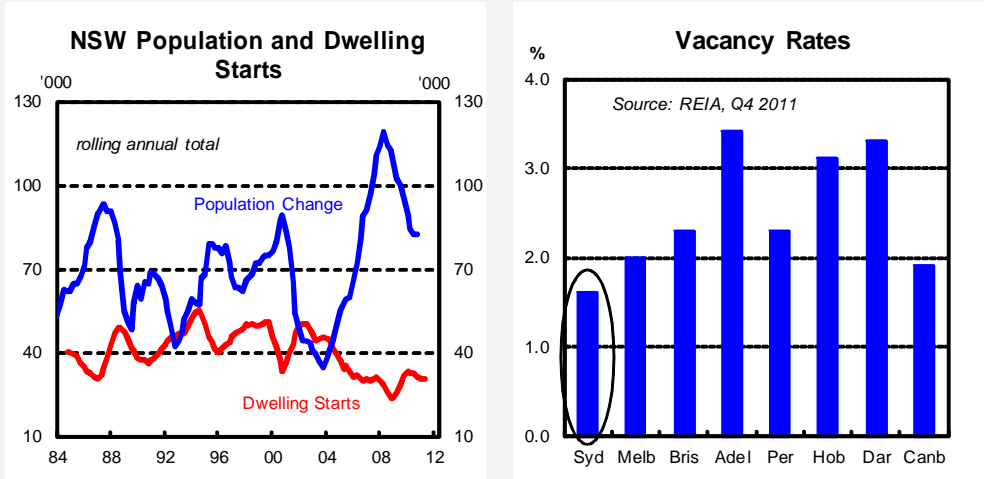 NSW Population and Dwelling
Starts
'000
'000
130
130
rolling annual total
100
100
Population Change
70
70
40
40
Dwelling Starts
10
10
84 88 92 96 00 04 08 12
Vacancy Rates
%
4.0
Source: REIA, Q4 2011
3.0
2.0
1.0
0.0
Syd Melb Bris Adel Per Hob Dar Canb